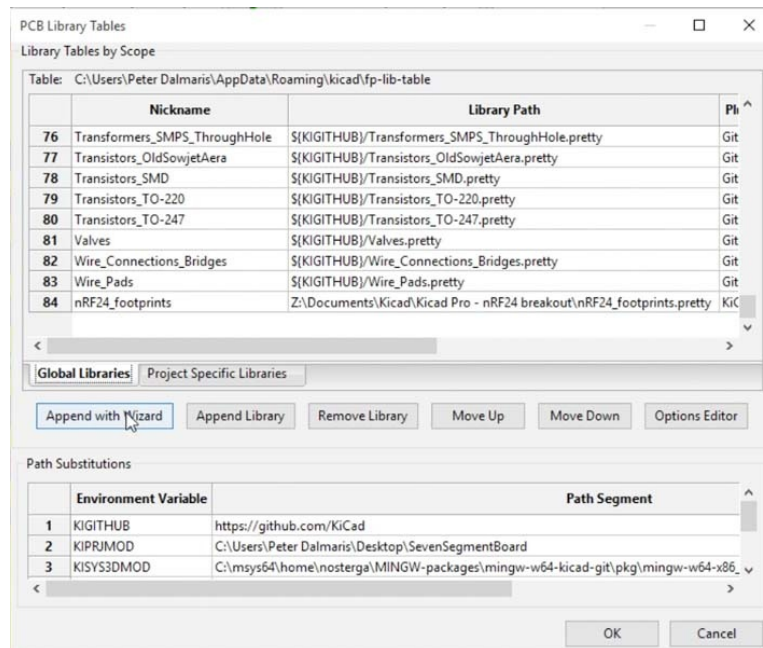 PCB Library Tables
Library Tables by Scope
Table: C:\Users\Peter Dalmaris\AppData\Roaming\kicad\fp-lib-table
Nickname Library Path Plu
76 Transformers_SMPS_ThroughHole ${KIGITHUB}/Transformers_SMPS_ThroughHole.pretty Git
77 Transistors_OldSowjetAera ${KIGITHUB}/Transistors_OldSowjetAera.pretty Git
78 Transistors_SMD ${KIGITHUB}/Transistors_SMD.pretty Git
79 Transistors_TO-220 ${KIGITHUB}/Transistors_TO-220.pretty Git
80 Transistors_TO-247 ${KIGITHUB}/Transistors_TO-247.pretty Git
81 Valves ${KIGITHUB}/Valves.pretty Git
82 Wire_Connections_Bridges ${KIGITHUB}/Wire_Connections_Bridges.pretty Git
83 Wire_Pads ${KIGITHUB}/Wire_Pads.pretty Git
84 nRF24_footprints Z:\Documents\Kicad\Kicad Pro - nRF24 breakout\nRF24_footprints.pretty KiC
Global Libraries Project Specific Libraries
Append with Wizard Append Library Remove Library Move Up Move Down Options Editor
Path Substitutions
Environment Variable Path Segment
1 KIGITHUB https://github.com/KiCad
2 KIPRJMOD C:\Users\Peter Dalmaris\Desktop\SevenSegmentBoard
3 KISYS3DMOD C:\msys64\home\nosterga\MINGW-packages\mingw-w64-kicad-git\pkg\mingw-w64-x86_
OK Cancel